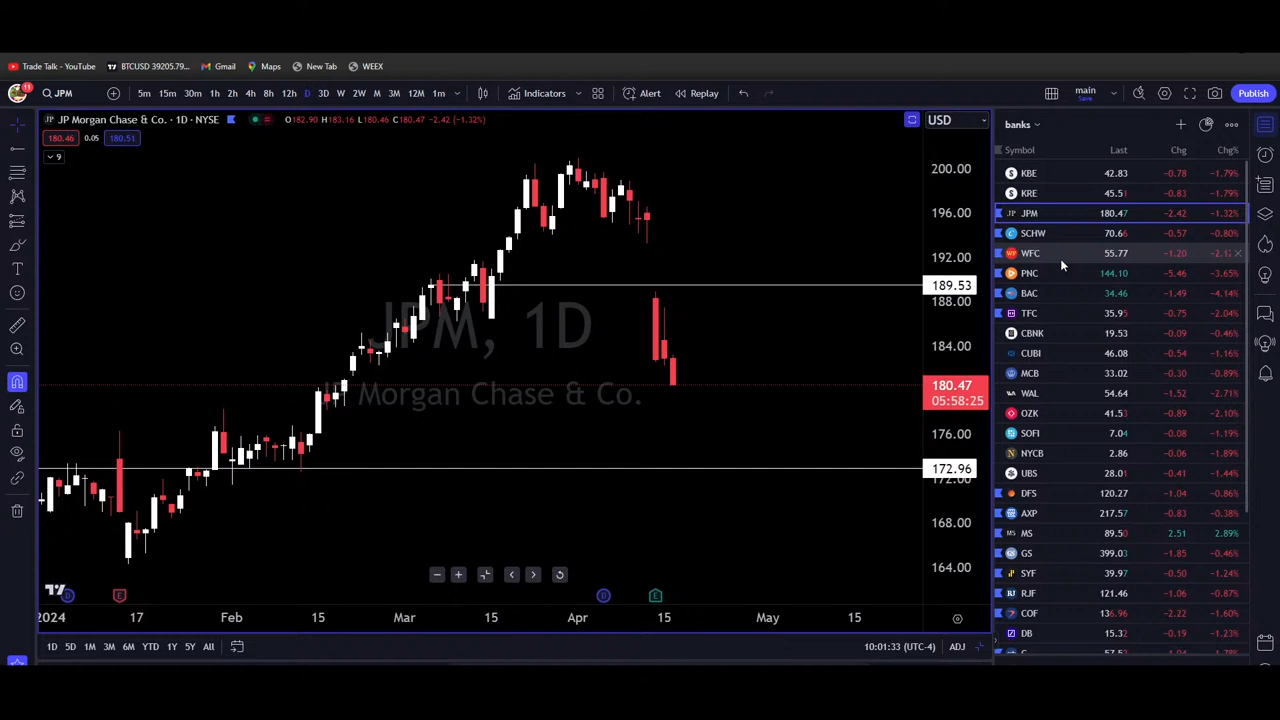 Trade Talk - YouTube BTCUSD 39205.79... Gmail Maps New Tab WEEX
11 JPM 5m 15m 30m 1h 2h 4h 8h 12h D 3D W 2W M 3M 12M 1m Indicators Alert Replay main Save Publish
JP Morgan Chase & Co. · 1D · NYSE O182.90 H183.16 L180.46 C180.47 −2.42 (−1.32%) USD
180.46 0.05 180.51
9
banks
Symbol Last Chg Chg%
KBE 42.83 −0.78 −1.79%
KRE 45.51 −0.83 −1.79%
JPM 180.47 −2.42 −1.32%
SCHW 70.66 −0.57 −0.80%
WFC 55.77 −1.20
PNC 144.10 −5.46 −3.65%
BAC 34.46 −1.49 −4.14%
TFC 35.95 −0.75 −2.04%
CBNK 19.53 −0.09 −0.46%
CUBI 46.08 −0.54 −1.16%
MCB 33.02 −0.30 −0.89%
WAL 54.64 −1.52 −2.71%
OZK 41.53 −0.89 −2.10%
SOFI 7.04 −0.08 −1.19%
NYCB 2.86 −0.06 −1.89%
UBS 28.01 −0.41 −1.44%
DFS 120.27 −1.04 −0.86%
AXP 217.57 −0.83 −0.38%
MS 89.50 2.51 2.89%
GS 399.03 −1.85 −0.46%
SYF 39.97 −0.50 −1.24%
RJF 121.46 −1.06 −0.87%
COF 136.96 −2.22 −1.60%
DB 15.32 −0.19 −1.23%
200.00
196.00
192.00
189.53
188.00
184.00
180.47
05:58:25
176.00
172.96
172.00
168.00
164.00
JPM, 1D
JP Morgan Chase & Co.
D E D E
2024 17 Feb 15 Mar 15 Apr 15 May 15
1D 5D 1M 3M 6M YTD 1Y 5Y All 10:01:33 (UTC-4) ADJ